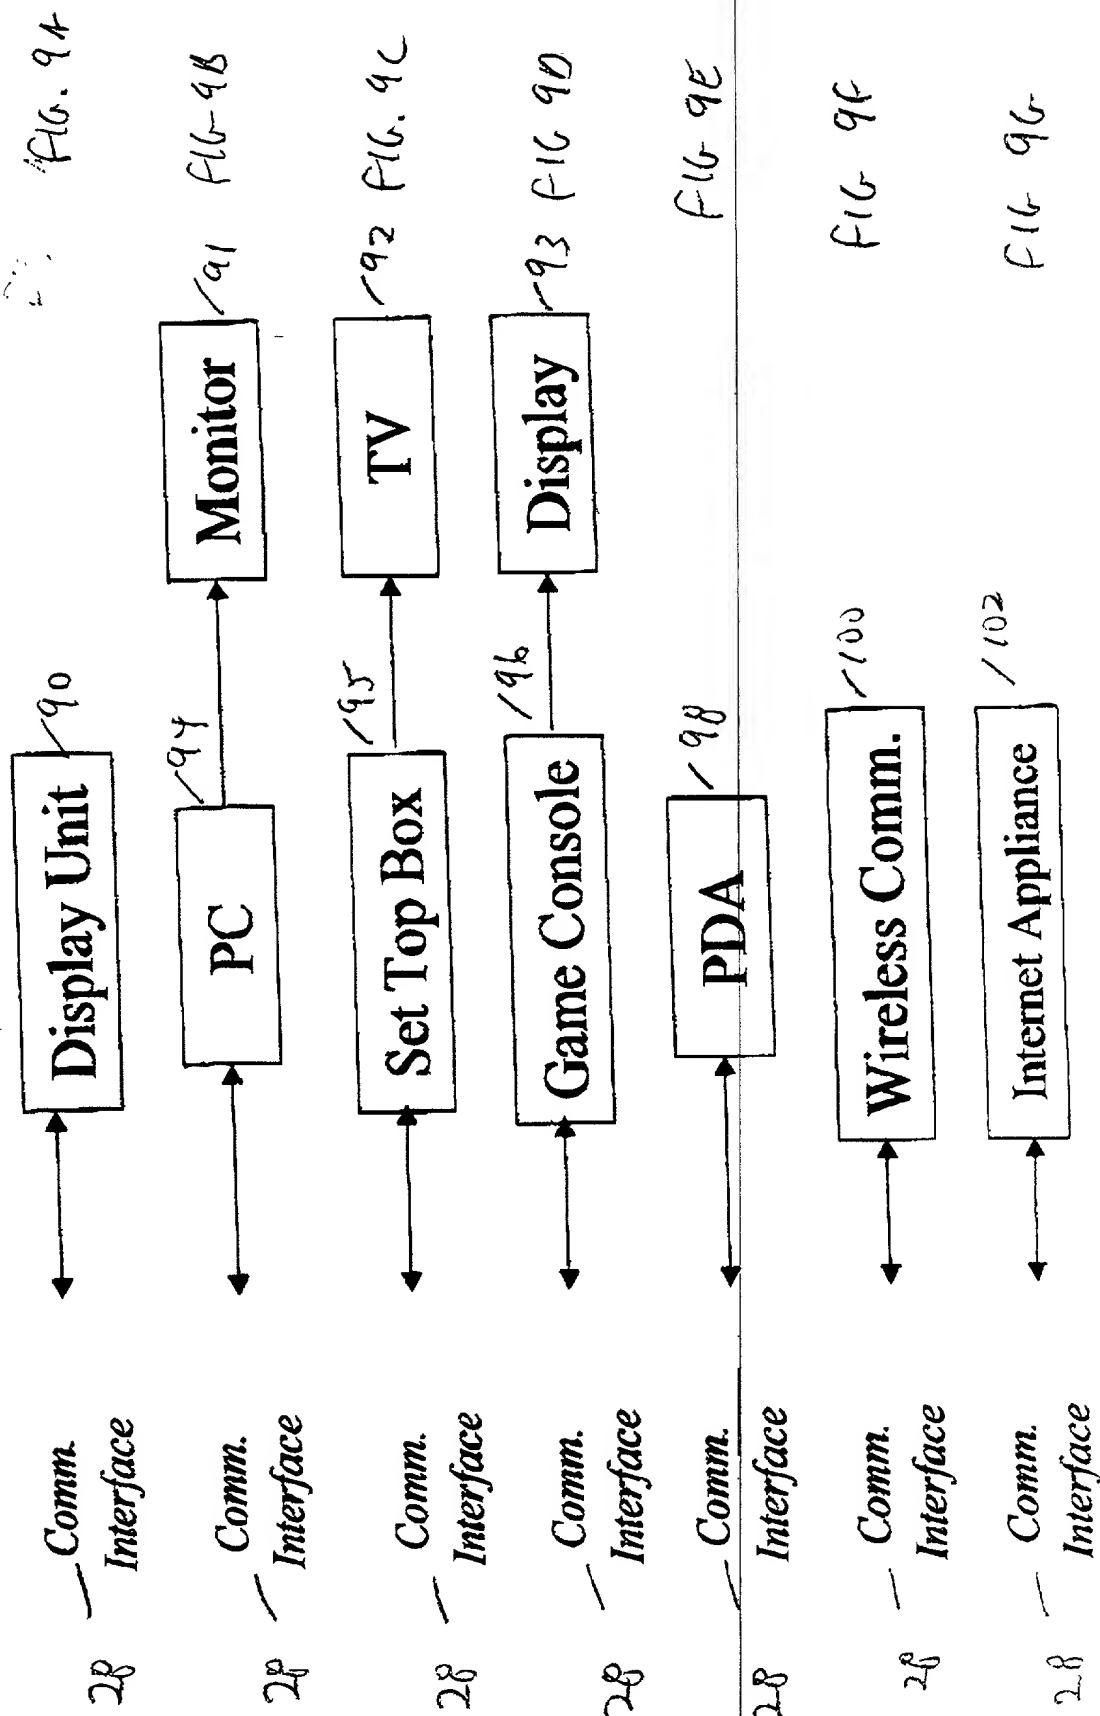 28 Comm. Interface
Display Unit 90
FIG. 9A
28 Comm. Interface
PC 94
Monitor 91
FIG 9B
28 Comm. Interface
Set Top Box 95
TV 92
FIG. 9C
28 Comm. Interface
Game Console 96
Display 93
FIG 9D
28 Comm. Interface
PDA 98
FIG 9E
28 Comm. Interface
Wireless Comm. 100
FIG 9F
28 Comm. Interface
Internet Appliance 102
FIG 9G